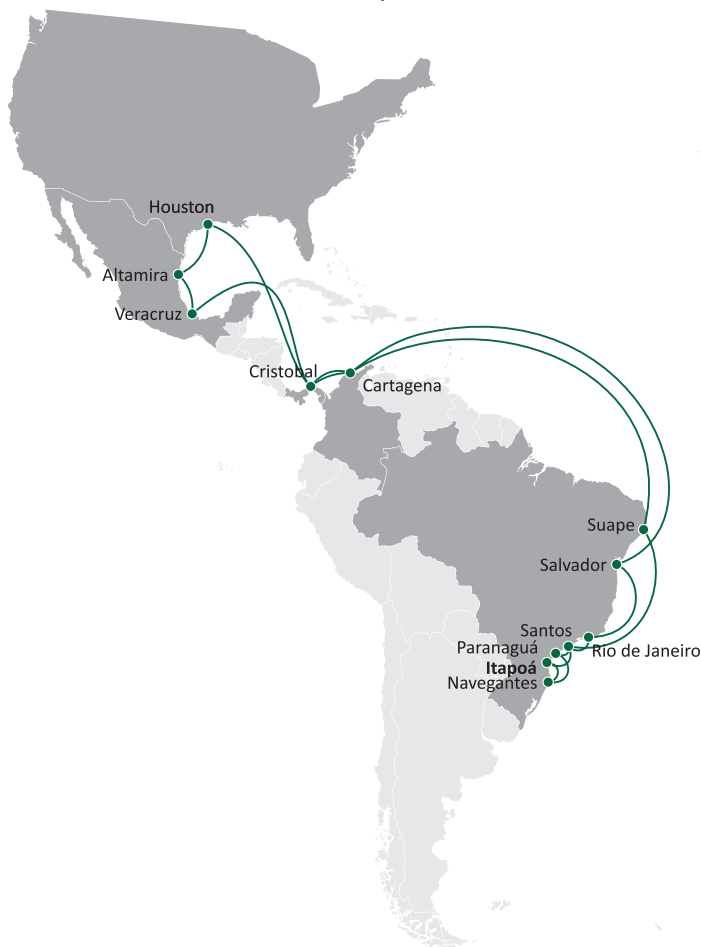 Houston
Altamira
Veracruz
Cristobal
Cartagena
Suape
Salvador
Santos
Rio de Janeiro
Paranaguá
Itapoá
Navegantes